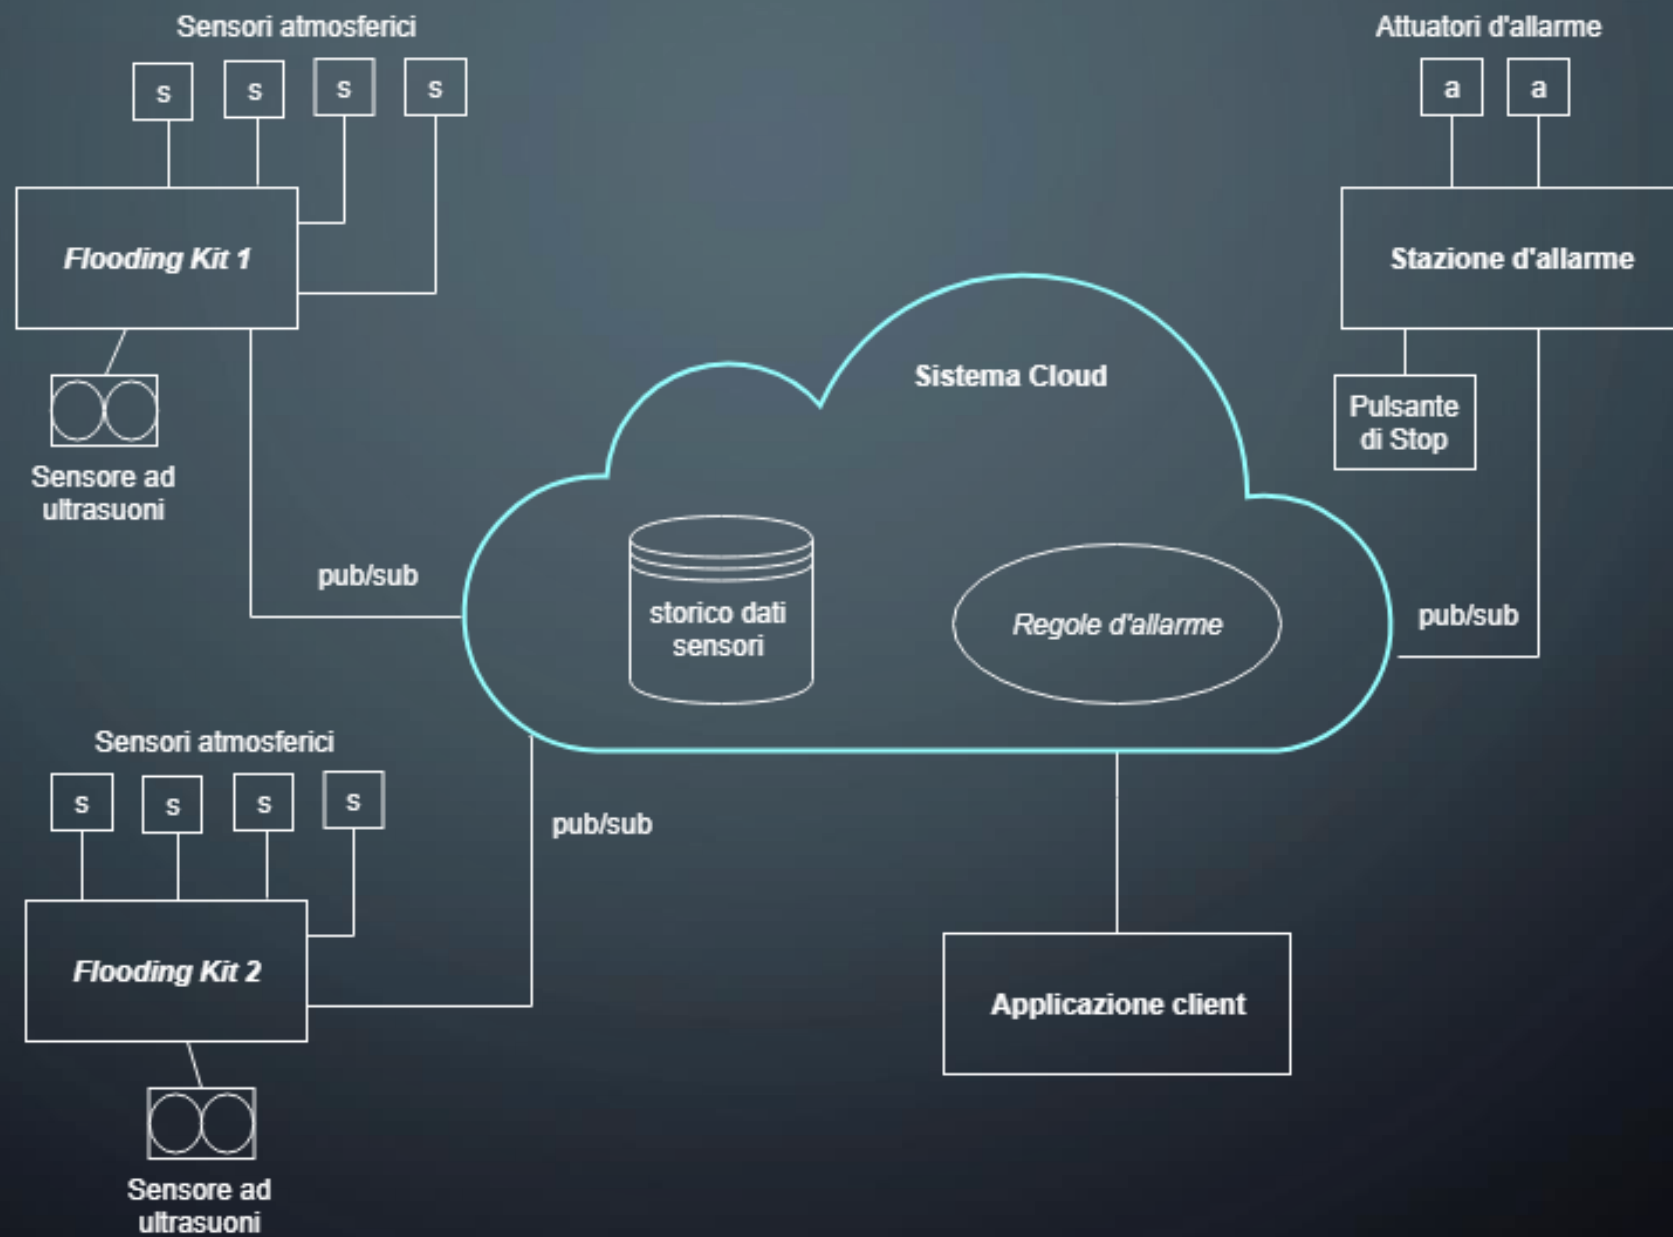 Sensori atmosferici
s s s s
Flooding Kit 1
Sensore ad
ultrasuoni
pub/sub
Attuatori d'allarme
a a
Stazione d'allarme
Pulsante
di Stop
pub/sub
Sistema Cloud
storico dati
sensori
Regole d'allarme
Sensori atmosferici
s s s s
Flooding Kit 2
Sensore ad
ultrasuoni
pub/sub
Applicazione client